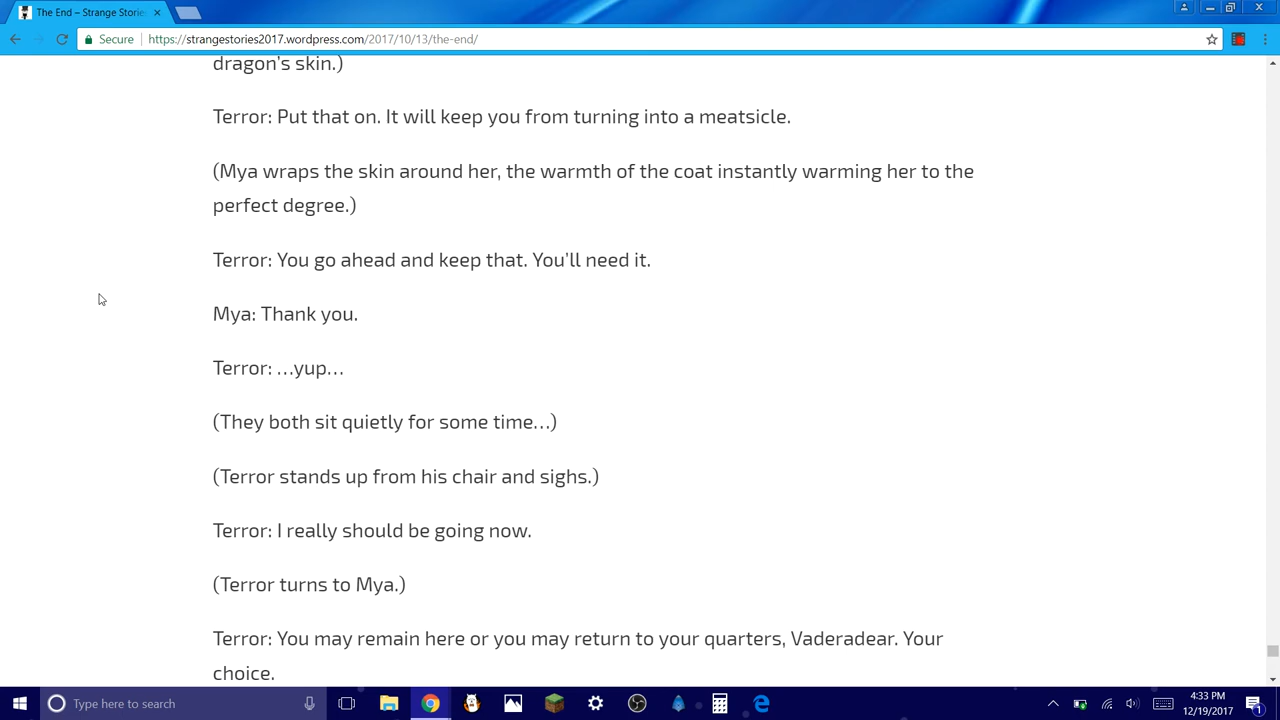 The End – Strange Storie
Secure
https://strangestories2017.wordpress.com/2017/10/13/the-end/
dragon's skin.)
Terror: Put that on. It will keep you from turning into a meatsicle.
(Mya wraps the skin around her, the warmth of the coat instantly warming her to the
perfect degree.)
Terror: You go ahead and keep that. You'll need it.
Mya: Thank you.
Terror: …yup…
(They both sit quietly for some time…)
(Terror stands up from his chair and sighs.)
Terror: I really should be going now.
(Terror turns to Mya.)
Terror: You may remain here or you may return to your quarters, Vaderadear. Your
choice.
Type here to search
4:33 PM
12/19/2017
1